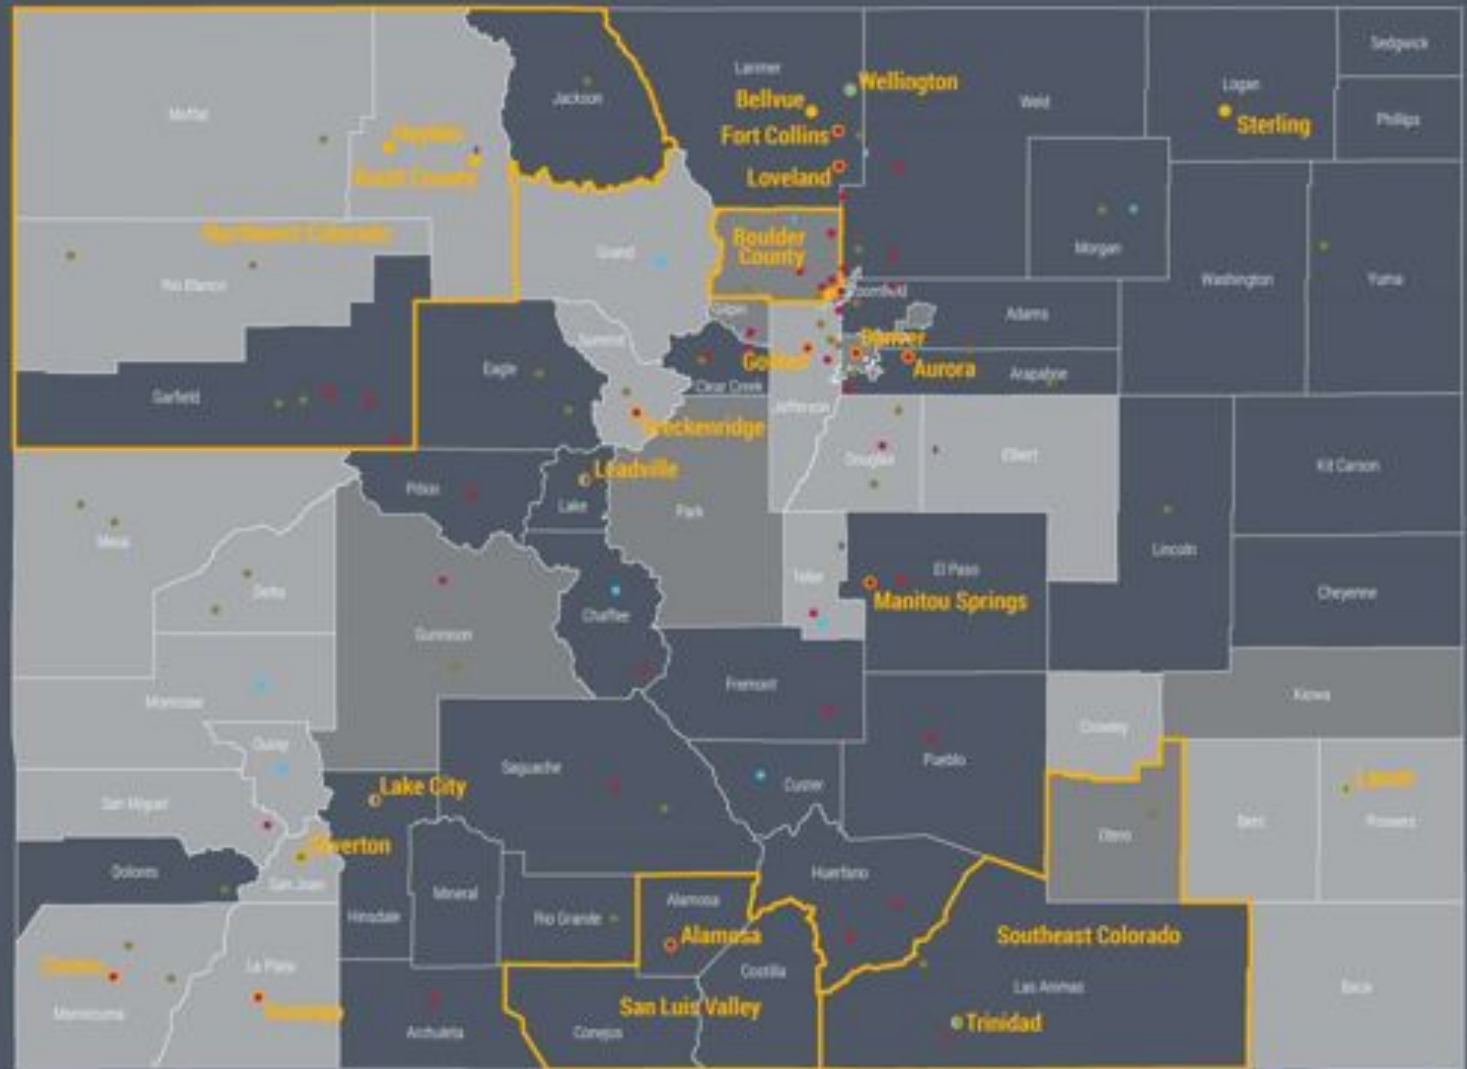 Sedgwick
Larimer
Wellington
Logan
Moffat
Jackson
Bellvue
Weld
Phillips
Sterling
Hayden
Fort Collins
Routt County
Loveland
Northwest Colorado
Boulder
County
Grand
Morgan
Rio Blanco
Washington
Yuma
Gilpin
Adams
Summit
Denver
Eagle
Aurora
Clear Creek
Arapahoe
Garfield
Jefferson
Breckenridge
Douglas
Elbert
Kit Carson
Leadville
Pitkin
Lake
Park
Mesa
Lincoln
Teller
El Paso
Delta
Cheyenne
Manitou Springs
Chaffee
Gunnison
Fremont
Kiowa
Montrose
Crowley
Ouray
Pueblo
Saguache
Custer
Lake City
Lamar
San Miguel
Bent
Prowers
Otero
Silverton
Dolores
Huerfano
San Juan
Mineral
Alamosa
Hinsdale
Rio Grande
Alamosa
Southeast Colorado
La Plata
Costilla
Las Animas
Baca
San Luis Valley
Montezuma
Durango
Trinidad
Archuleta
Conejos